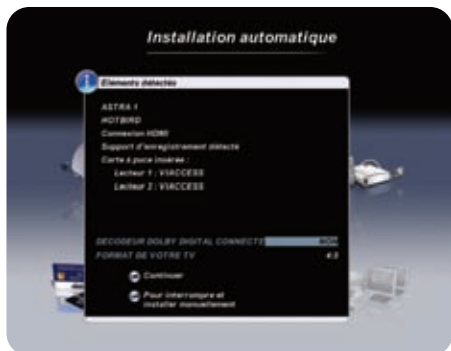 Installation automatique
Elements détectés
ASTRA 1
HOTBIRD
Connexion HDMI
Support d'enregistrement détecté
Carte à puce insérée :
Lecteur 1 : VIACCESS
Lecteur 2 : VIACCESS
DECODEUR DOLBY DIGITAL CONNECTE NON
FORMAT DE VOTRE TV 4:3
Continuer
Pour interrompre et
installer manuellement